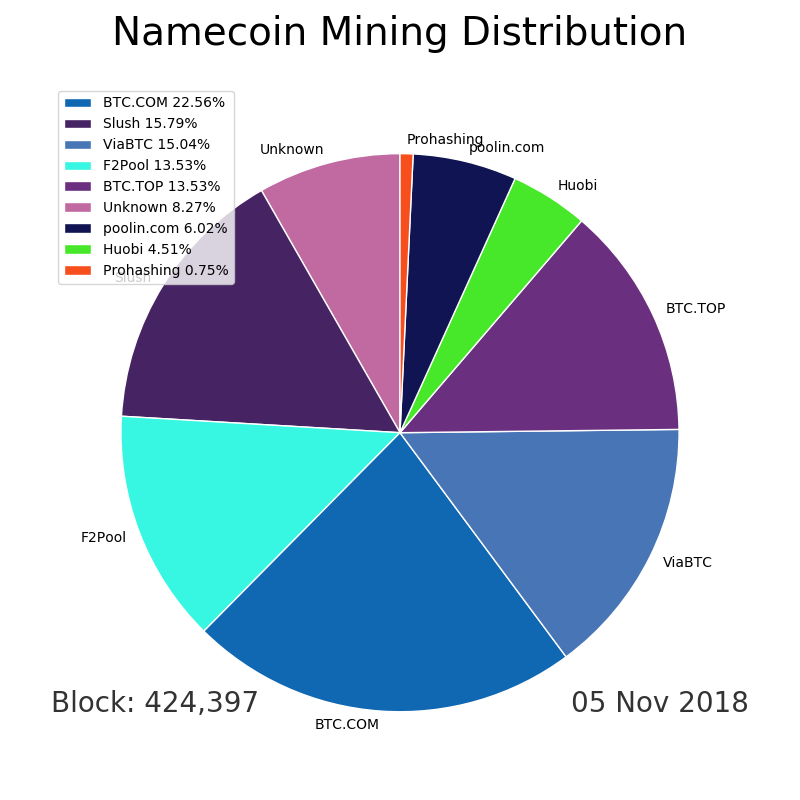 Namecoin Mining Distribution
BTC.COM 22.56%
Slush 15.79%
ViaBTC 15.04%
F2Pool 13.53%
BTC.TOP 13.53%
Unknown 8.27%
poolin.com 6.02%
Huobi 4.51%
Prohashing 0.75%
Unknown
Prohashing
poolin.com
Huobi
Slush
BTC.TOP
F2Pool
ViaBTC
BTC.COM
Block: 424,397
05 Nov 2018